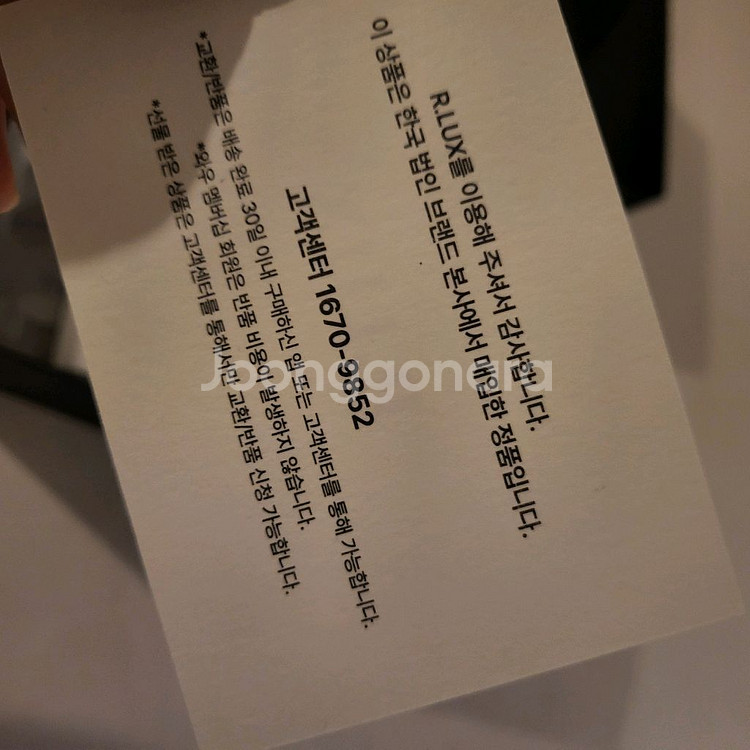 R.LUX를 이용해 주셔서 감사합니다.
이 상품은 한국 법인 브랜드 본사에서 매입한 정품입니다.
고객센터 1670-9852
*교환/반품은 배송 완료 30일 이내 구매하신 앱 또는 고객센터를 통해 가능합니다.
*와우 멤버십 회원은 반품 비용이 발생하지 않습니다.
*선물 받은 상품은 고객센터를 통해서만 교환/반품 신청 가능합니다.
Joonggonara